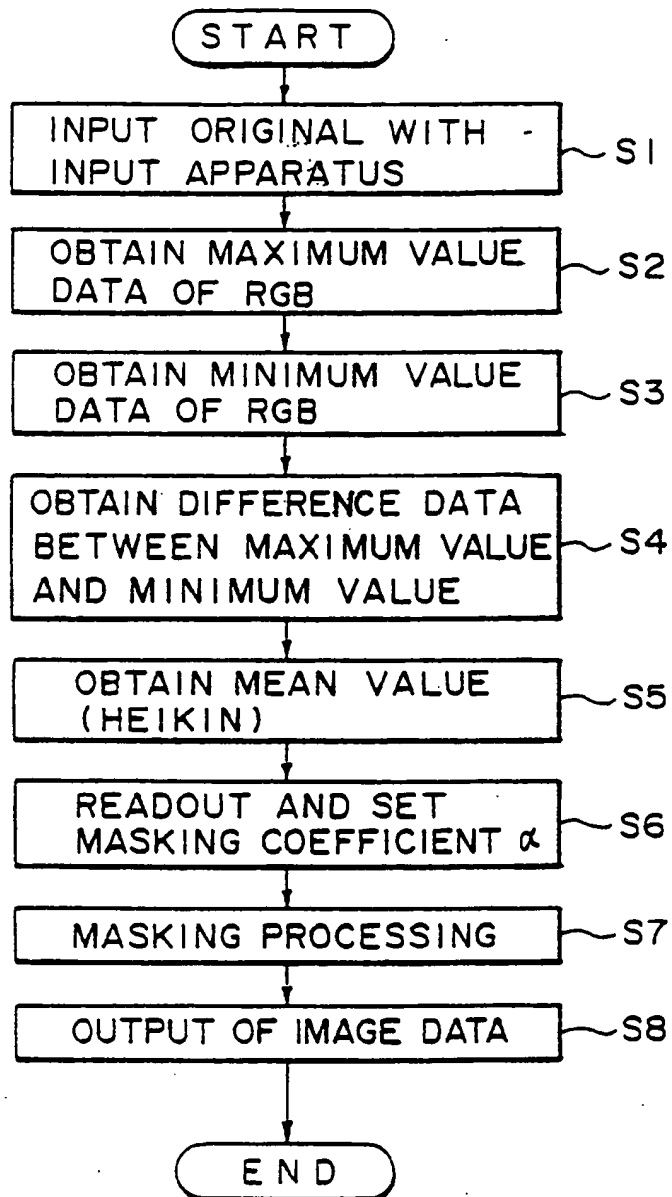 START
INPUT ORIGINAL WITH
INPUT APPARATUS
S1
OBTAIN MAXIMUM VALUE
DATA OF RGB
S2
OBTAIN MINIMUM VALUE
DATA OF RGB
S3
OBTAIN DIFFERENCE DATA
BETWEEN MAXIMUM VALUE
AND MINIMUM VALUE
S4
OBTAIN MEAN VALUE
(HEIKIN)
S5
READOUT AND SET
MASKING COEFFICIENT α
S6
MASKING PROCESSING
S7
OUTPUT OF IMAGE DATA
S8
END